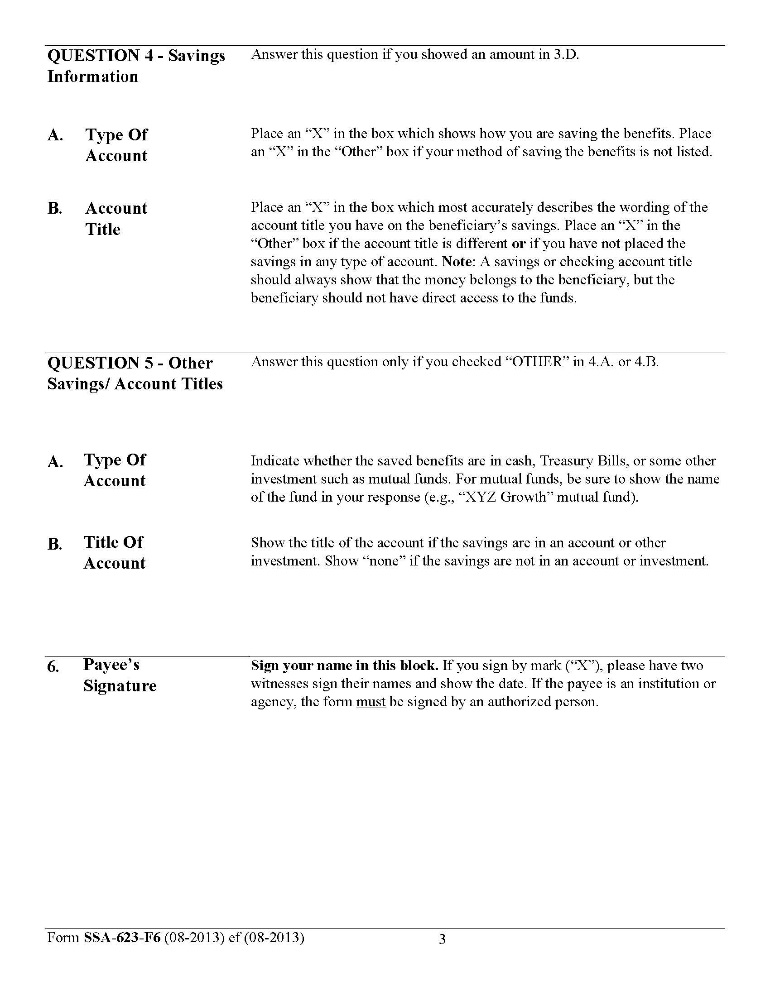 QUESTION 4 - Savings
Information
Answer this question if you showed an amount in 3.D.
A. Type Of
Account
Place an “X” in the box which shows how you are saving the benefits. Place
an “X” in the “Other” box if your method of saving the benefits is not listed.
B. Account
Title
Place an “X” in the box which most accurately describes the wording of the
account title you have on the beneficiary’s savings. Place an “X” in the
“Other” box if the account title is different or if you have not placed the
savings in any type of account. Note: A savings or checking account title
should always show that the money belongs to the beneficiary, but the
beneficiary should not have direct access to the funds.
QUESTION 5 - Other
Savings/ Account Titles
Answer this question only if you checked “OTHER” in 4.A. or 4.B.
A. Type Of
Account
Indicate whether the saved benefits are in cash, Treasury Bills, or some other
investment such as mutual funds. For mutual funds, be sure to show the name
of the fund in your response (e.g., “XYZ Growth” mutual fund).
B. Title Of
Account
Show the title of the account if the savings are in an account or other
investment. Show “none” if the savings are not in an account or investment.
6. Payee’s
Signature
Sign your name in this block. If you sign by mark (“X”), please have two
witnesses sign their names and show the date. If the payee is an institution or
agency, the form must be signed by an authorized person.
Form SSA-623-F6 (08-2013) ef (08-2013) 3